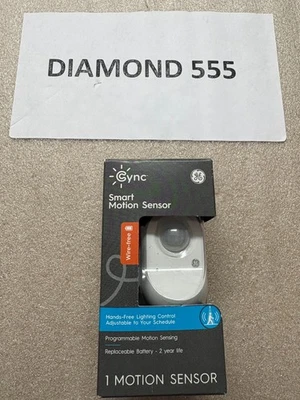 DIAMOND 555
Cync
Smart
Motion Sensor
Wire-free
Hands-Free Lighting Control
Adjustable to Your Schedule
Programmable Motion Sensing
Replaceable Battery - 2 year life
1 MOTION SENSOR